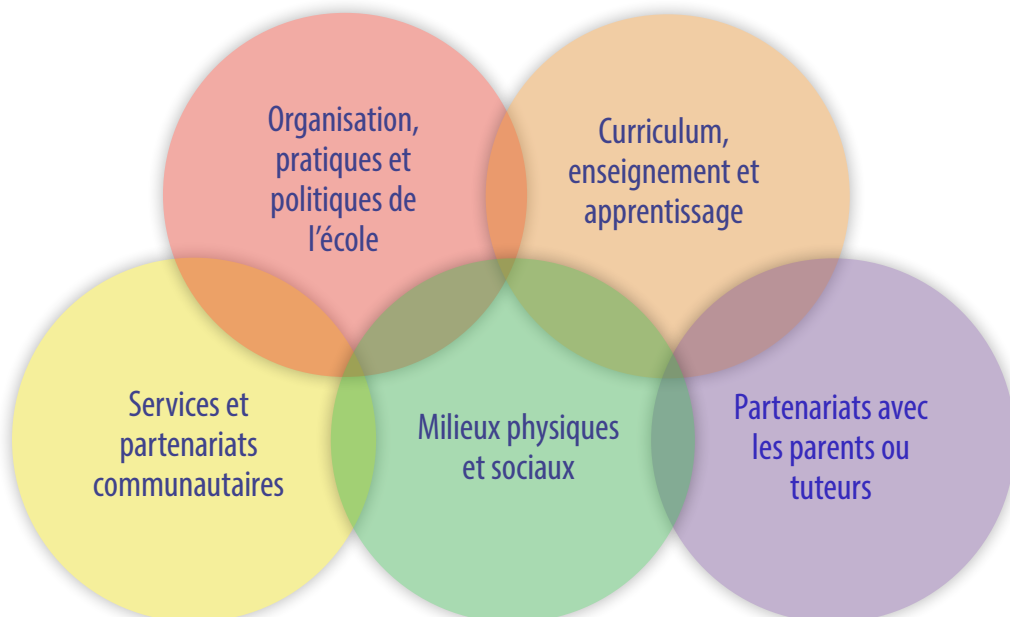 Organisation,
pratiques et
politiques de
l’école
Curriculum,
enseignement et
apprentissage
Services et
partenariats
communautaires
Milieux physiques
et sociaux
Partenariats avec
les parents ou
tuteurs